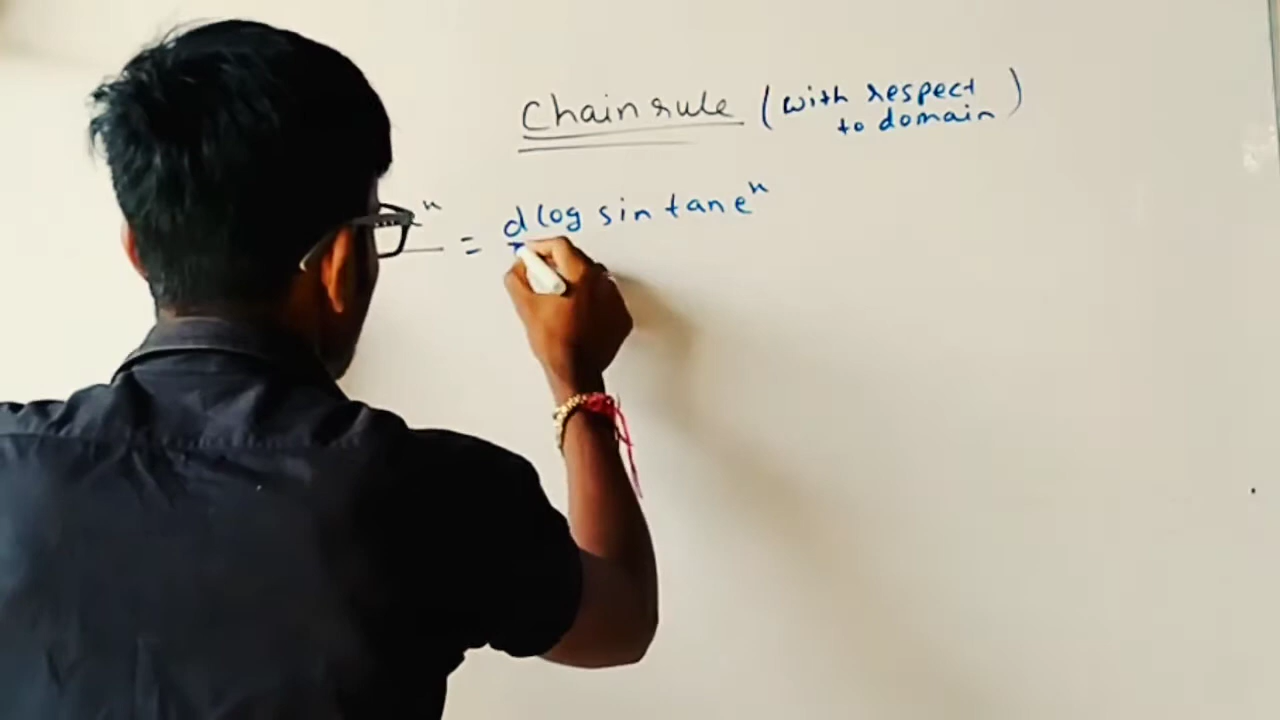 Chain rule (with respect
to domain)
x = d log sin tan e^x